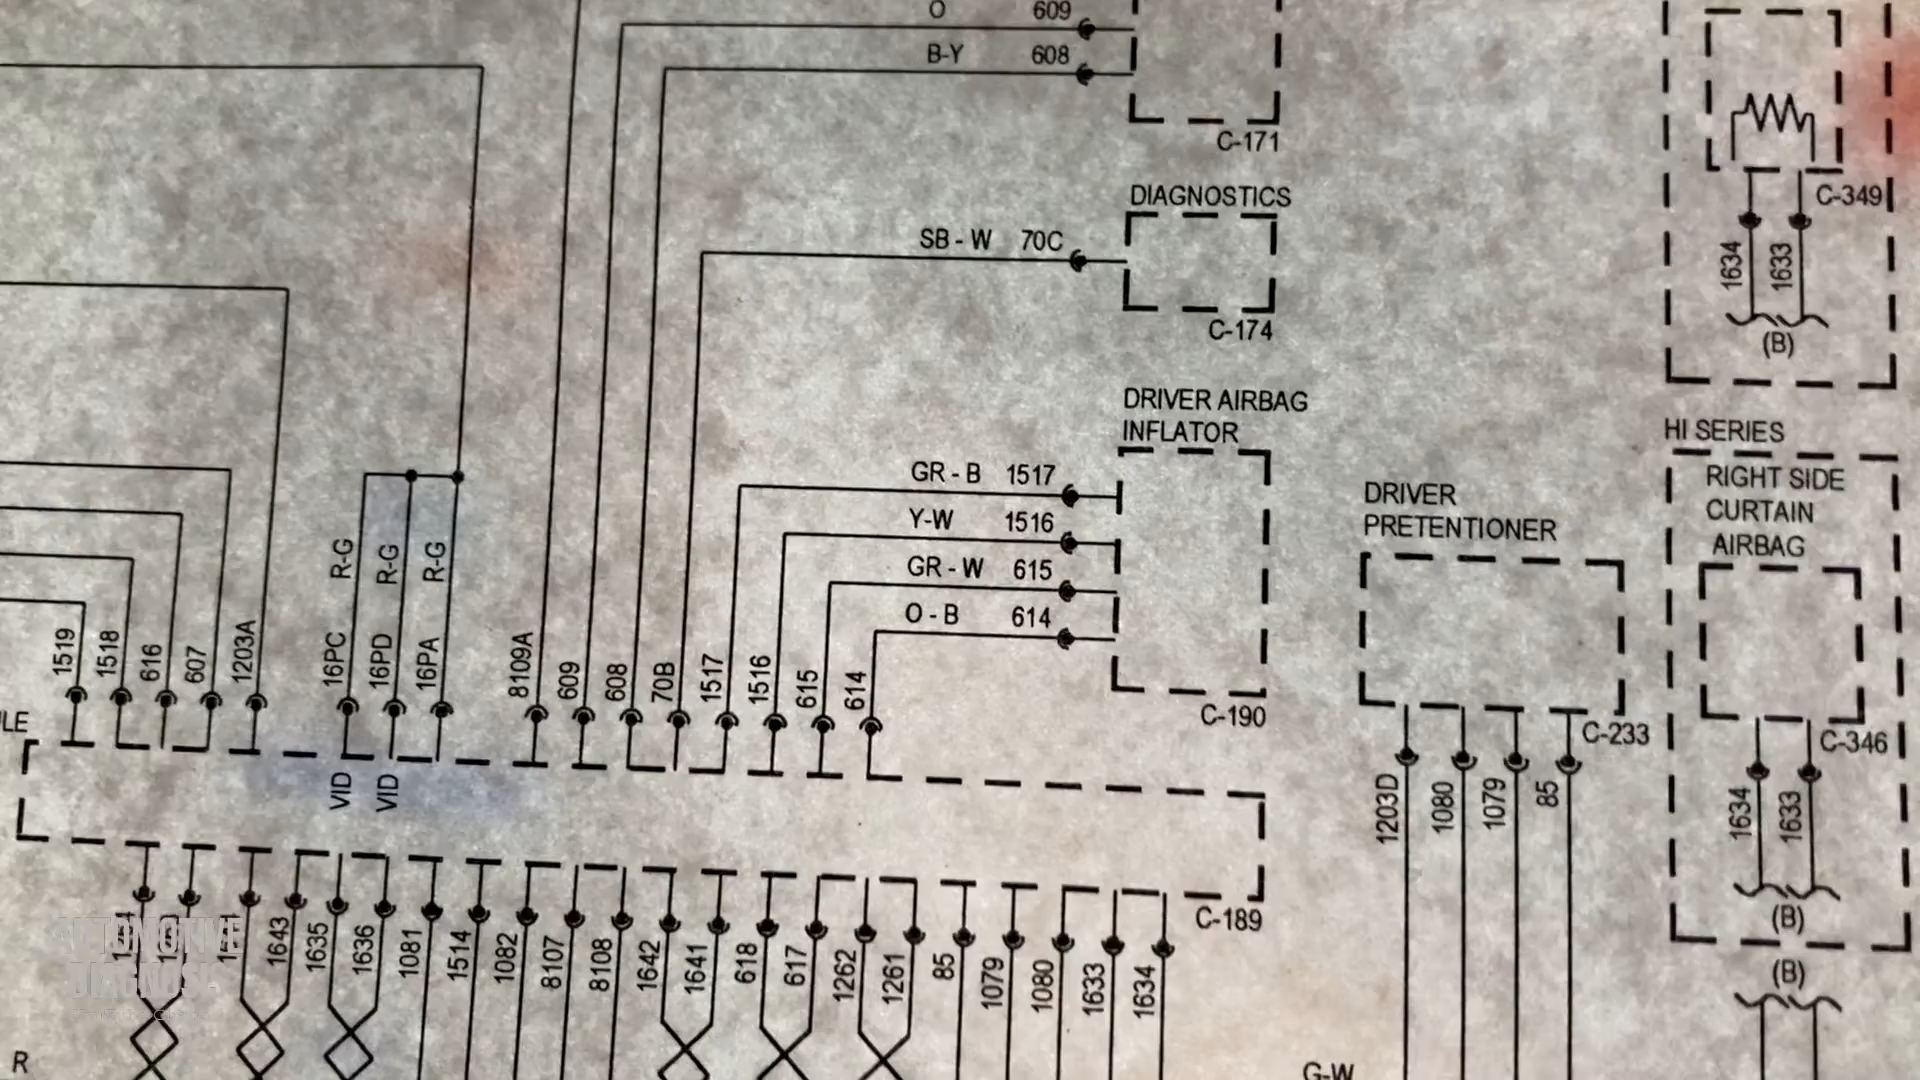 O 609
B-Y 608
C-171
DIAGNOSTICS
SB - W 70C
C-174
C-349
1634
1633
(B)
DRIVER AIRBAG
INFLATOR
GR - B 1517
Y-W 1516
GR - W 615
O - B 614
C-190
DRIVER
PRETENTIONER
C-233
1203D
1080
1079
85
HI SERIES
RIGHT SIDE
CURTAIN
AIRBAG
C-346
1634
1633
(B)
(B)
R-G
R-G
R-G
1519
1518
616
607
1203A
16PC
16PD
16PA
8109A
609
608
70B
1517
1516
615
614
VID
VID
C-189
1643
1635
1636
1081
1514
1082
8107
8108
1642
1641
618
617
1262
1261
85
1079
1080
1633
1634
AUTOMOTIVE
DIAGNOSIS
R
G-W